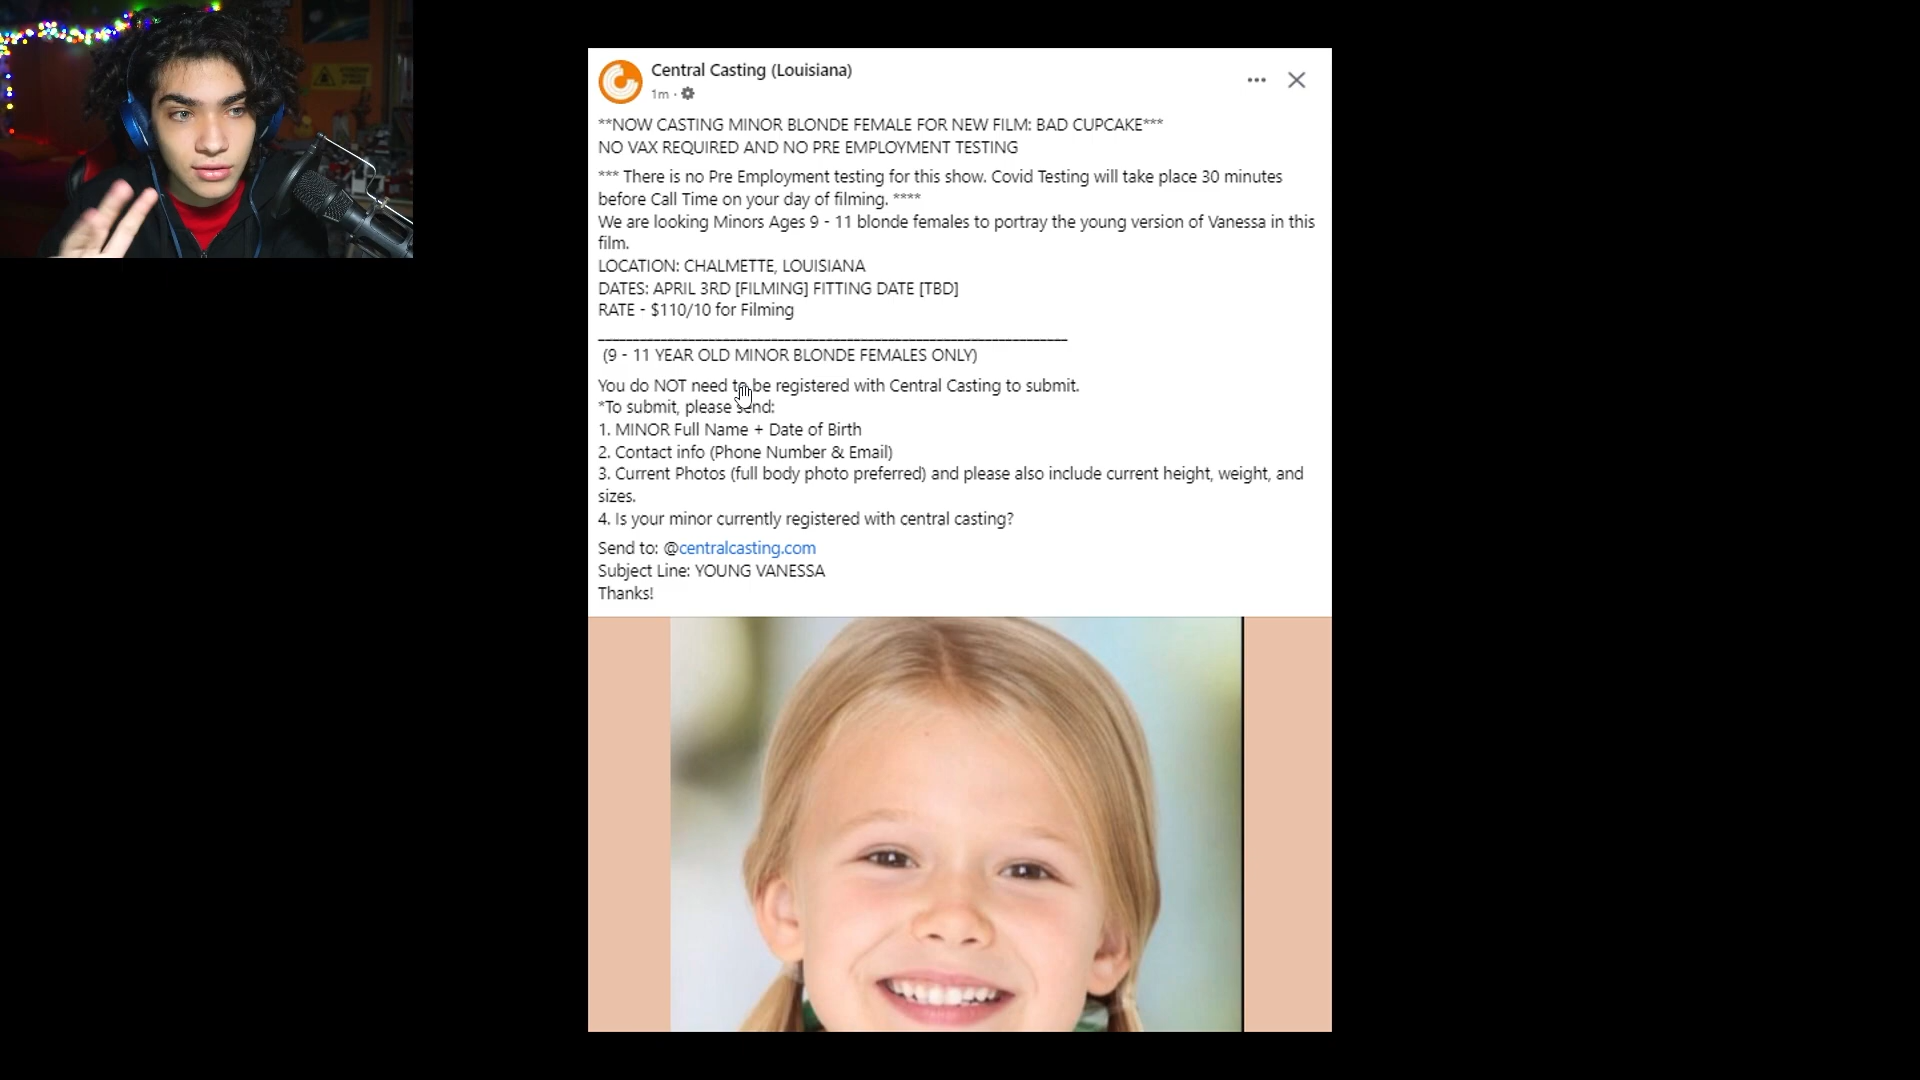 Central Casting (Louisiana)
1m ·
**NOW CASTING MINOR BLONDE FEMALE FOR NEW FILM: BAD CUPCAKE***
NO VAX REQUIRED AND NO PRE EMPLOYMENT TESTING
*** There is no Pre Employment testing for this show. Covid Testing will take place 30 minutes
before Call Time on your day of filming. ****
We are looking Minors Ages 9 - 11 blonde females to portray the young version of Vanessa in this
film.
LOCATION: CHALMETTE, LOUISIANA
DATES: APRIL 3RD [FILMING] FITTING DATE [TBD]
RATE - $110/10 for Filming
(9 - 11 YEAR OLD MINOR BLONDE FEMALES ONLY)
You do NOT need to be registered with Central Casting to submit.
*To submit, please send:
1. MINOR Full Name + Date of Birth
2. Contact info (Phone Number & Email)
3. Current Photos (full body photo preferred) and please also include current height, weight, and
sizes.
4. Is your minor currently registered with central casting?
Send to: @centralcasting.com
Subject Line: YOUNG VANESSA
Thanks!